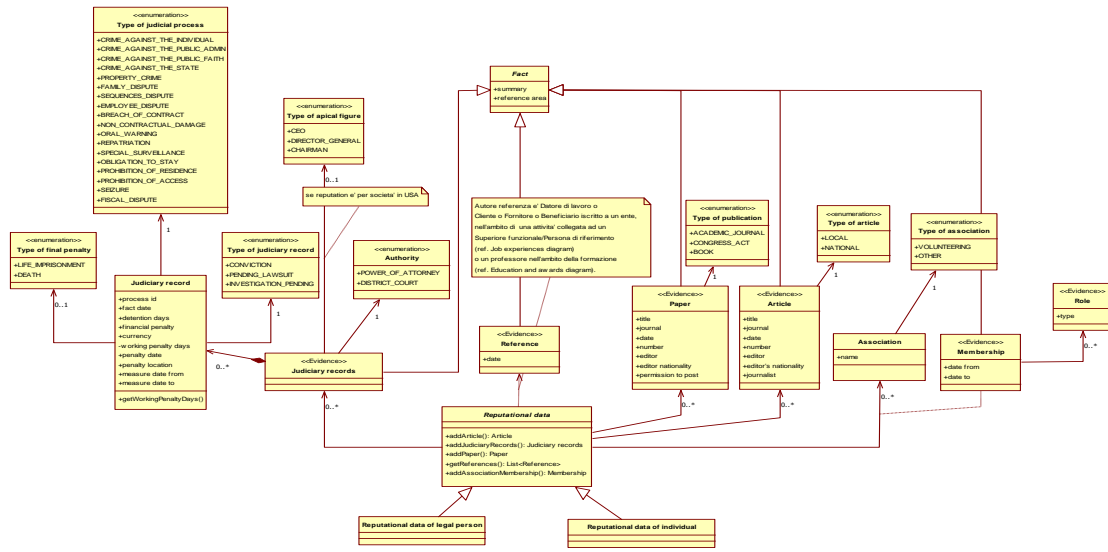 <<enumeration>>
Type of judicial process
+CRIME_AGAINST_THE_INDIVIDUAL
+CRIME_AGAINST_THE_PUBLIC_ADMIN
+CRIME_AGAINST_THE_PUBLIC_FAITH
+CRIME_AGAINST_THE_STATE
+PROPERTY_CRIME
+FAMILY_DISPUTE
+SEQUENCES_DISPUTE
+EMPLOYEE_DISPUTE
+BREACH_OF_CONTRACT
+NON_CONTRACTUAL_DAMAGE
+ORAL_WARNING
+REPATRIATION
+SPECIAL_SURVEILLANCE
+OBLIGATION_TO_STAY
+PROHIBITION_OF_RESIDENCE
+PROHIBITION_OF_ACCESS
+SEIZURE
+FISCAL_DISPUTE
1
<<enumeration>>
Type of apical figure
+CEO
+DIRECTOR_GENERAL
+CHAIRMAN
0..1
Fact
+summary
+reference area
se reputation e' per societa' in USA
Autore referenza e' Datore di lavoro o
Cliente o Fornitore o Beneficiario iscritto a un ente,
nell'ambito di una attivita' collegata ad un
Superiore funzionale/Persona di riferimento
(ref. Job experiences diagram)
o un professore nell'ambito della formazione
(ref. Education and awards diagram).
<<enumeration>>
Type of publication
+ACADEMIC_JOURNAL
+CONGRESS_ACT
+BOOK
1
<<enumeration>>
Type of article
+LOCAL
+NATIONAL
1
<<enumeration>>
Type of association
+VOLUNTEERING
+OTHER
1
<<enumeration>>
Type of final penalty
+LIFE_IMPRISONMENT
+DEATH
0..1
<<enumeration>>
Type of judiciary record
+CONVICTION
+PENDING_LAWSUIT
+INVESTIGATION_PENDING
0..1
<<enumeration>>
Authority
+POWER_OF_ATTORNEY
+DISTRICT_COURT
1
Judiciary record
+process id
+fact date
+detention days
+financial penalty
+currency
-working penalty days
+penalty date
+penalty location
+measure date from
+measure date to
+getWorkingPenaltyDays()
0..*
<<Evidence>>
Judiciary records
0..*
<<Evidence>>
Reference
+date
<<Evidence>>
Paper
+title
+journal
+date
+number
+editor
+editor nationality
+permission to post
0..*
<<Evidence>>
Article
+title
+journal
+date
+number
+editor
+editor's nationality
+journalist
0..*
Association
+name
0..*
<<Evidence>>
Membership
+date from
+date to
<<Evidence>>
Role
+type
0..*
Reputational data
+addArticle(): Article
+addJudiciaryRecords(): Judiciary records
+addPaper(): Paper
+getReferences(): List<Reference>
+addAssociationMembership(): Membership
Reputational data of legal person
Reputational data of individual